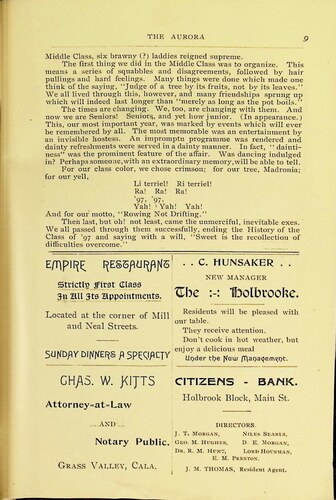 THE AURORA 9
Middle Class, six brawny (?) laddies reigned supreme.
The first thing we did in the Middle Class was to organize. This
means a series of squabbles and disagreements, followed by hair
pullings and hard feelings. Many things were done which made one
think of the saying, "Judge of a tree by its fruits, not by its leaves."
We all lived through this, however, and many friendships sprung up
which will indeed last longer than "merely as long as the pot boils."
The times are changing. We, too, are changing with them. And
now we are Seniors! Seniors, and yet how junior. (In appearance.)
This, our most important year, was marked by events which will ever
be remembered by all. The most memorable was an entertainment by
an invisible hostess. An impromptu programme was rendered and
dainty refreshments were served in a dainty manner. In fact, "dainti-
ness" was the prominent feature of the affair. Was dancing indulged
in? Perhaps someone, with an extraordinary memory, will be able to tell.
For our class color, we chose crimson; for our tree, Madronia;
for our yell,
Li terriel! Ri terriel!
Ra! Ra! Ra!
'97, '97,
Yah! Yah! Yah!
And for our motto, "Rowing Not Drifting."
Then last, but oh! not least, came the unmerciful, inevitable exes.
We all passed through them successfully, ending the History of the
Class of '97 and saying with a will, "Sweet is the recollection of
difficulties overcome."
EMPIRE RESTAURANT
Strictly First Class
In All Its Appointments.
Located at the corner of Mill
and Neal Streets.
SUNDAY DINNERS A SPECIALTY
. . C. HUNSAKER . .
NEW MANAGER
The :-: Holbrooke.
Residents will be pleased with
our table.
They receive attention.
Don't cook in hot weather, but
enjoy a delicious meal
Under the New Management.
CHAS. W. KITTS
Attorney-at-Law
...AND...
Notary Public.
GRASS VALLEY, CALA.
CITIZENS - BANK.
Holbrook Block, Main St.
DIRECTORS.
J. T. MORGAN, NILES SEARLS,
GEO. M. HUGHES, D. E. MORGAN,
DR. R. M. HUNT, LORD HOUNMAN,
E. M. PRESTON.
J. M. THOMAS, Resident Agent.